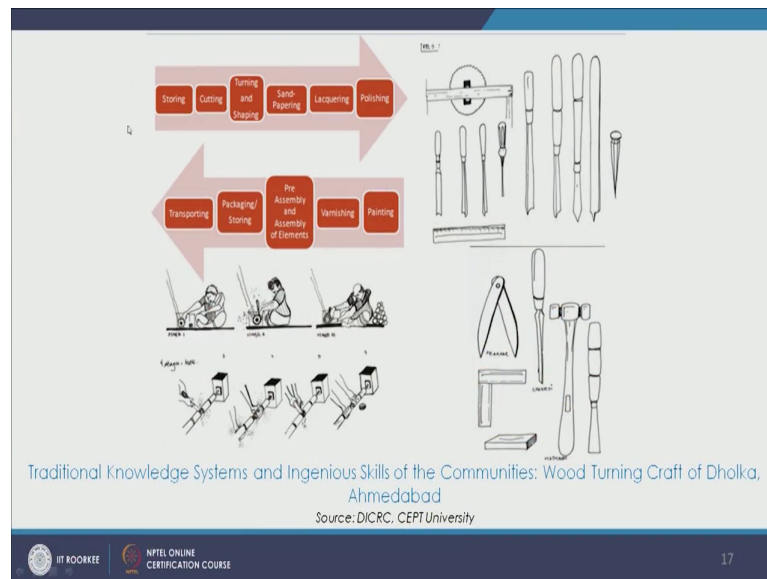 Storing
Cutting
Turning
and
Shaping
Sand-
Papering
Lacquering
Polishing
Transporting
Packaging/
Storing
Pre
Assembly
and
Assembly
of Elements
Varnishing
Painting
Traditional Knowledge Systems and Ingenious Skills of the Communities: Wood Turning Craft of Dholka,
Ahmedabad
Source: DICRC, CEPT University
IIT ROORKEE
NPTEL ONLINE
CERTIFICATION COURSE
17